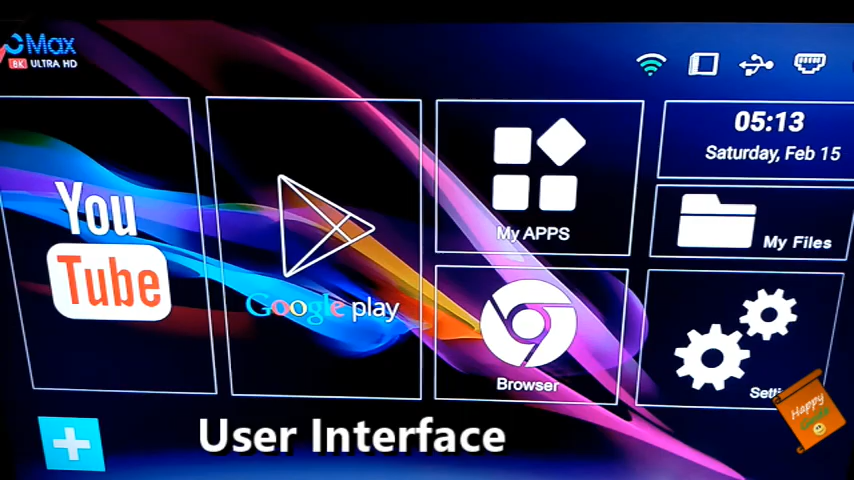 Max
8K ULTRA HD
05:13
Saturday, Feb 15
You
Tube
Google play
My APPS
My Files
Browser
User Interface
Happy